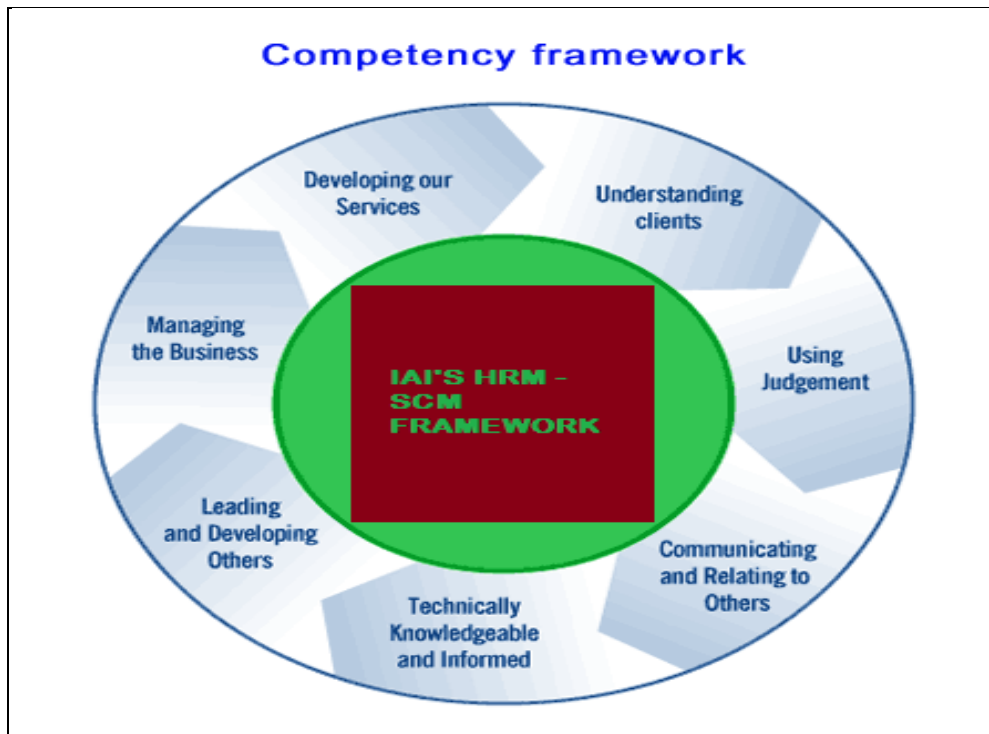 Competency framework
Developing our
Services
Understanding
clients
Managing
the Business
Using
Judgement
IAI'S HRM -
SCM
FRAMEWORK
Leading
and Developing
Others
Communicating
and Relating to
Others
Technically
Knowledgeable
and Informed